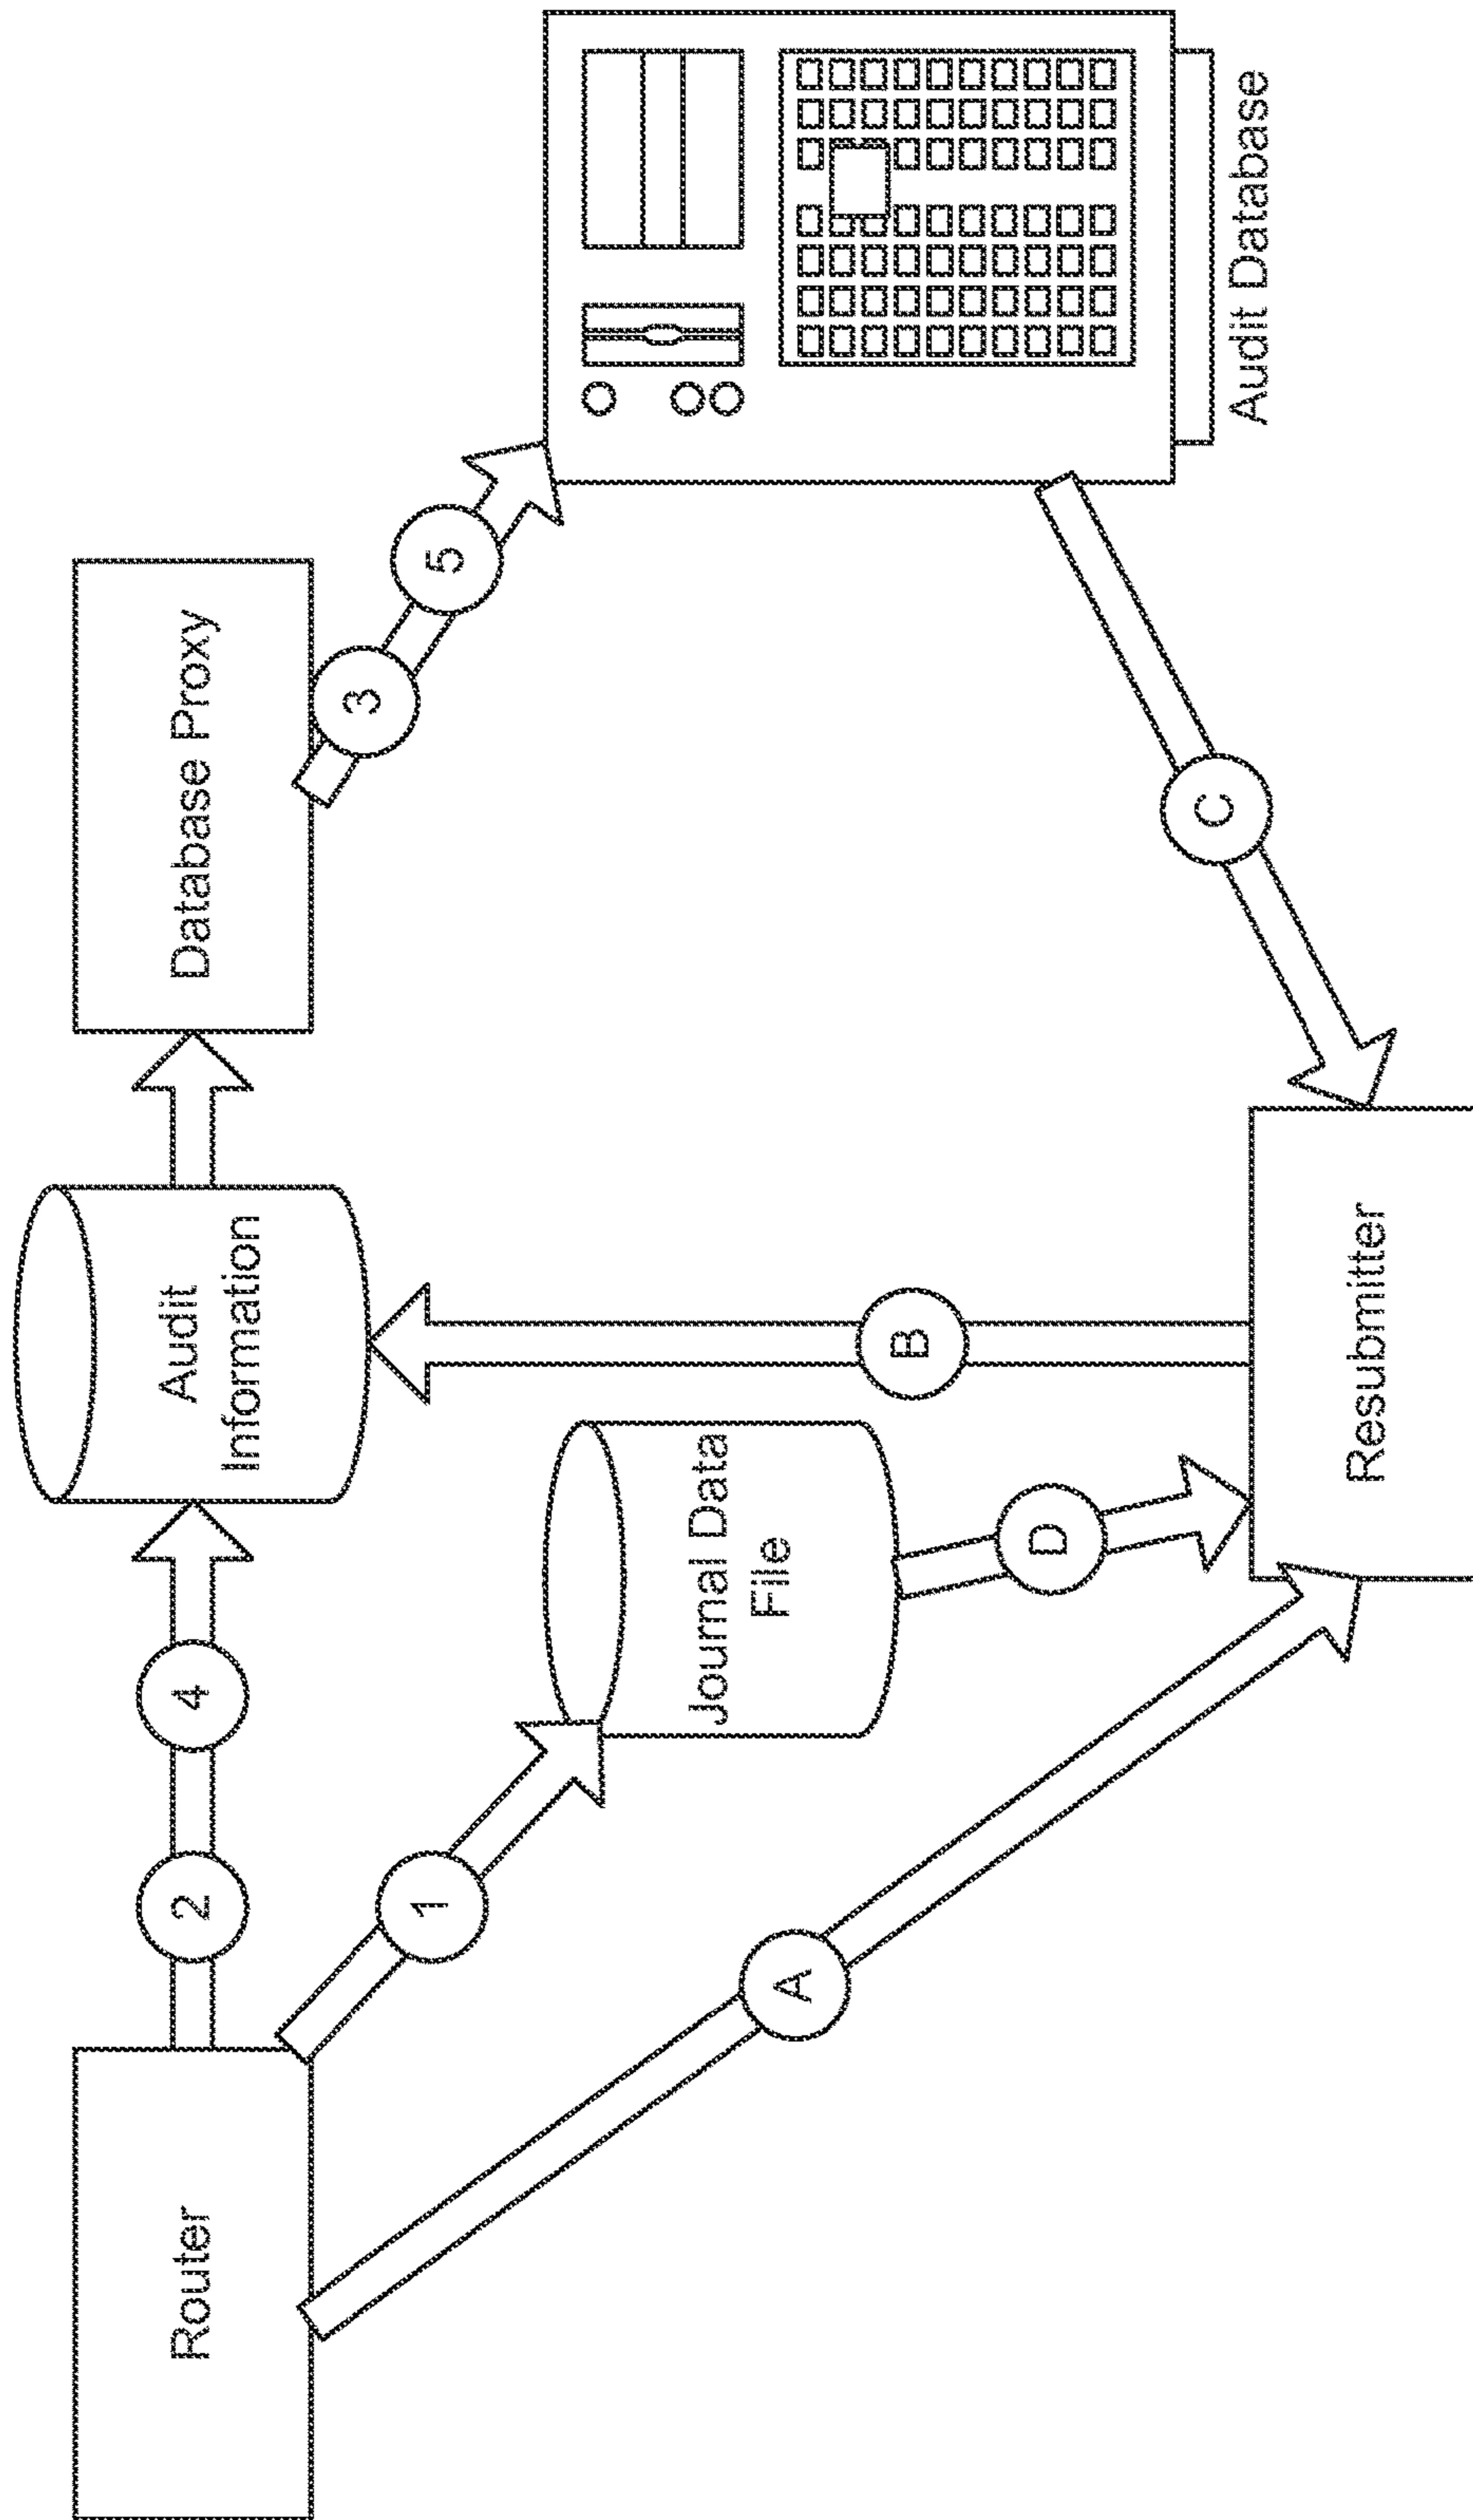 Router
2
4
Audit
Information
Database Proxy
1
3
5
Journal Data
File
A
D
B
C
Audit Database
Resubmitter